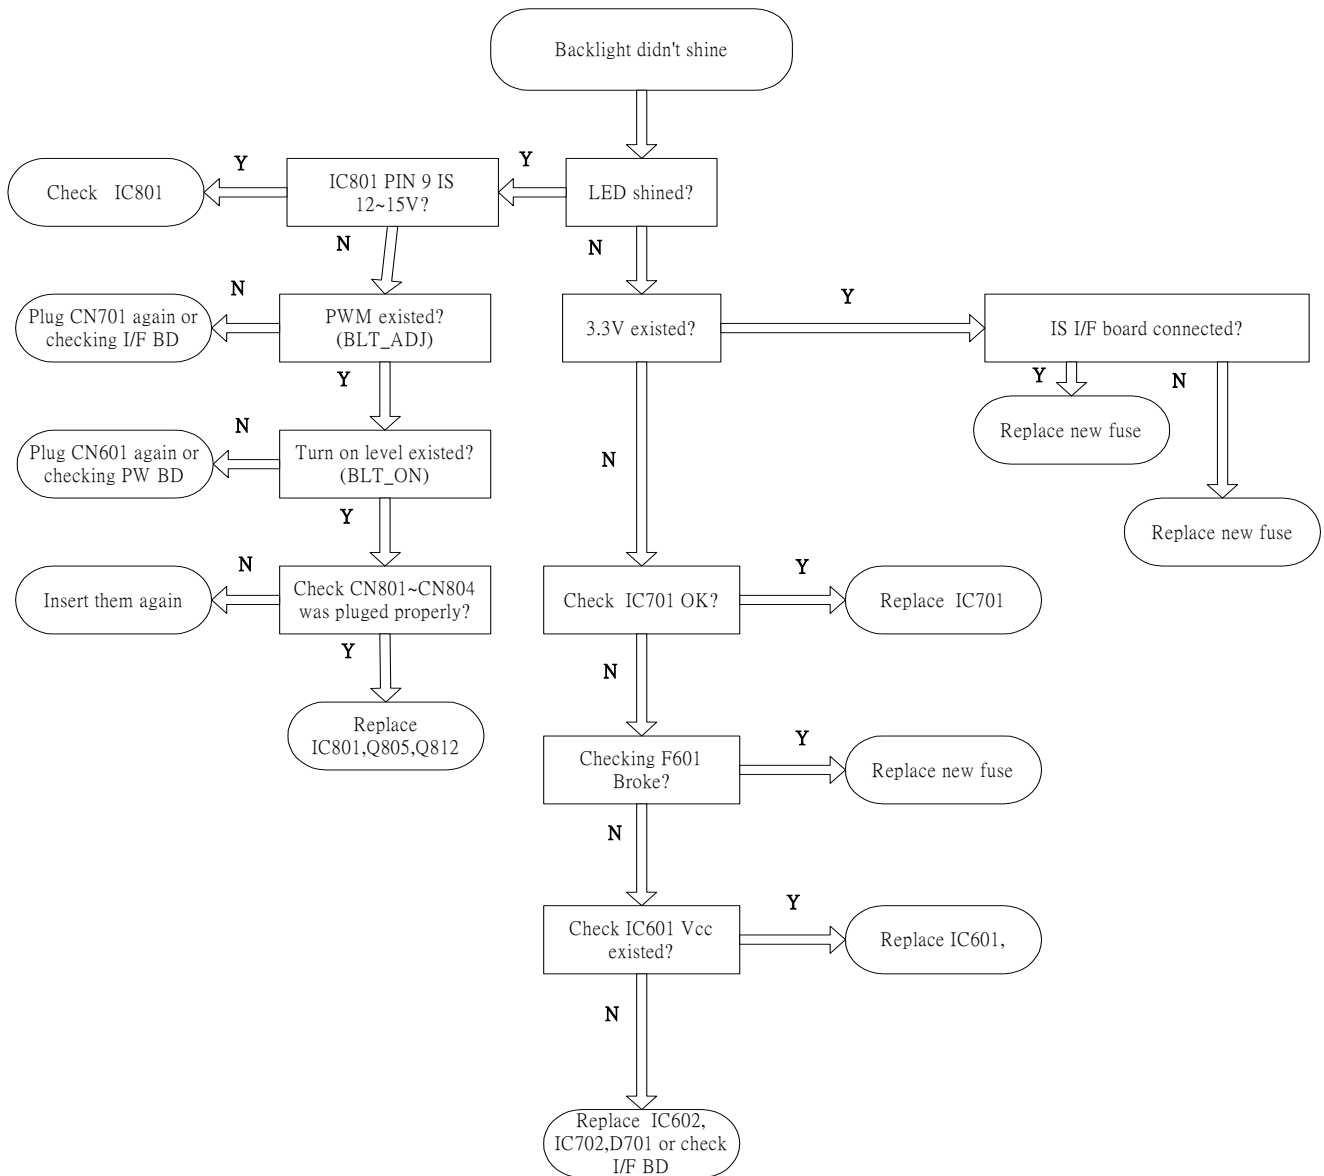 Backlight didn't shine
Y
Y
Check IC801
IC801 PIN 9 IS
12~15V?
LED shined?
N
N
N
Y
Plug CN701 again or
checking I/F BD
PWM existed?
(BLT_ADJ)
3.3V existed?
IS I/F board connected?
Y
Y
N
N
Replace new fuse
Plug CN601 again or
checking PW BD
Turn on level existed?
(BLT_ON)
N
Y
Replace new fuse
N
Y
Insert them again
Check CN801~CN804
was pluged properly?
Check IC701 OK?
Replace IC701
Y
N
Replace
IC801,Q805,Q812
Y
Checking F601
Broke?
Replace new fuse
N
Y
Check IC601 Vcc
existed?
Replace IC601,
N
Replace IC602,
IC702,D701 or check
I/F BD